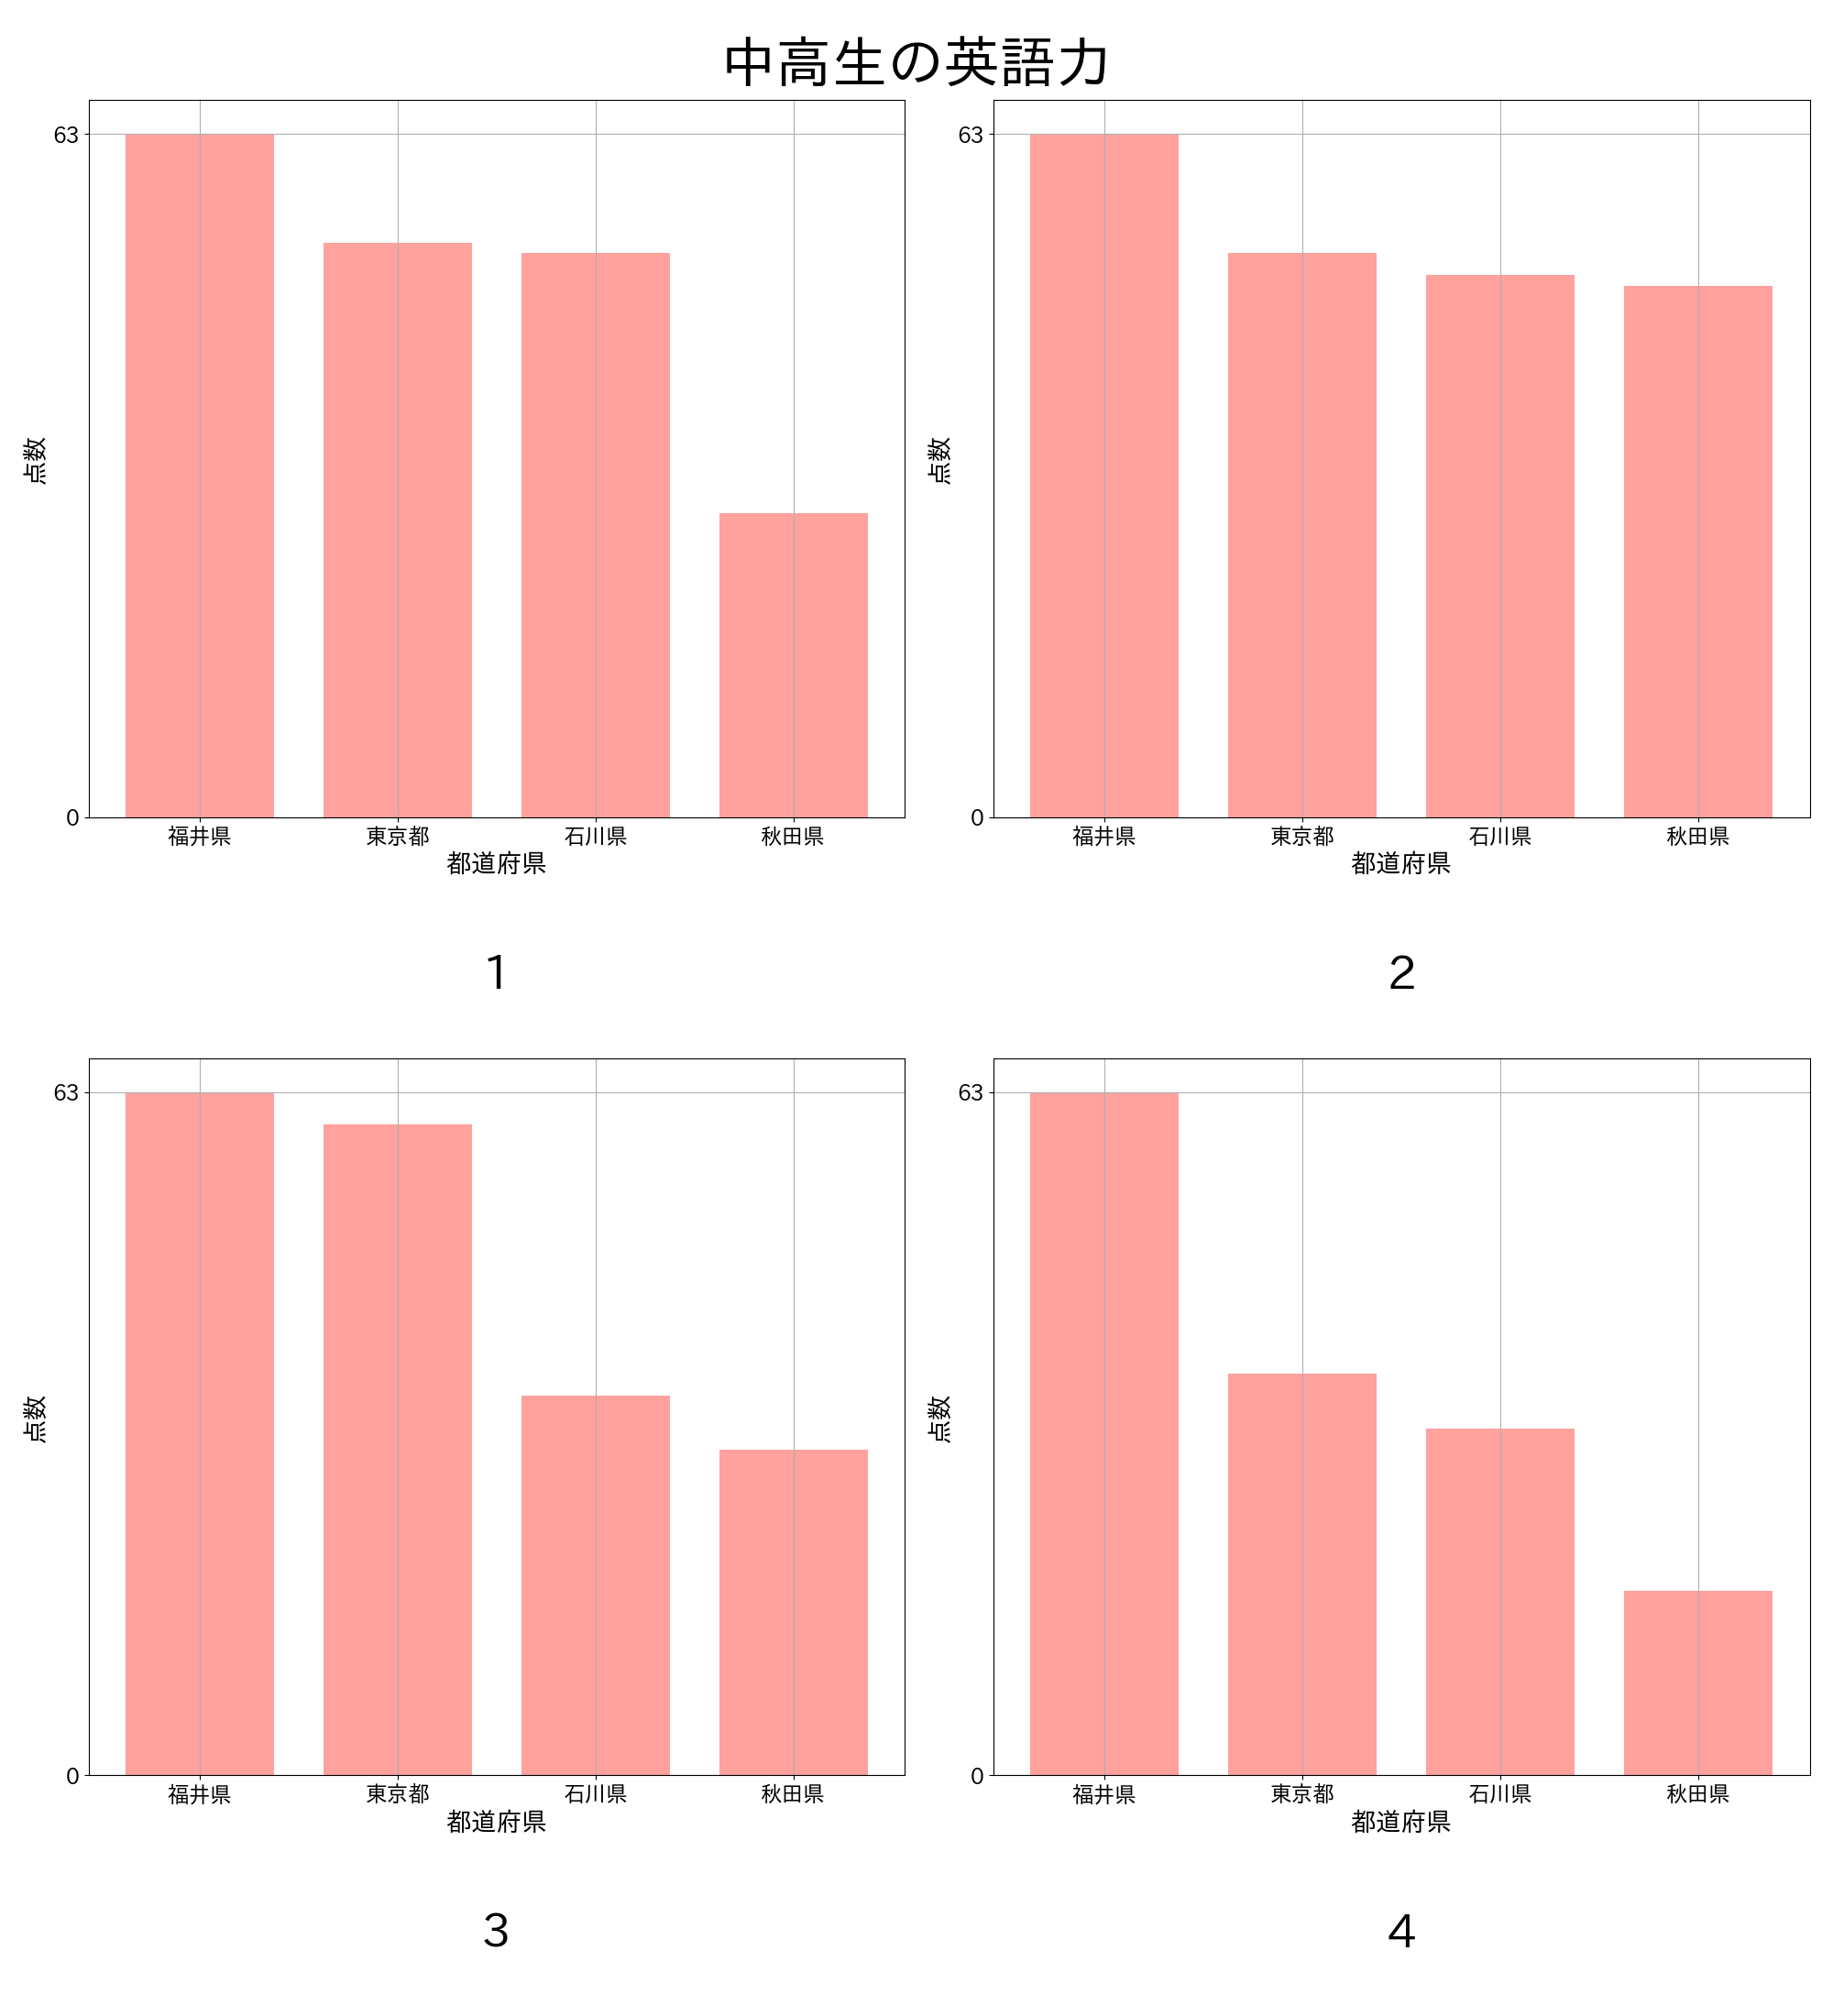 中高生の英語力
63
点数
0
福井県 東京都 石川県 秋田県
都道府県
1
63
点数
0
福井県 東京都 石川県 秋田県
都道府県
2
63
点数
0
福井県 東京都 石川県 秋田県
都道府県
3
63
点数
0
福井県 東京都 石川県 秋田県
都道府県
4